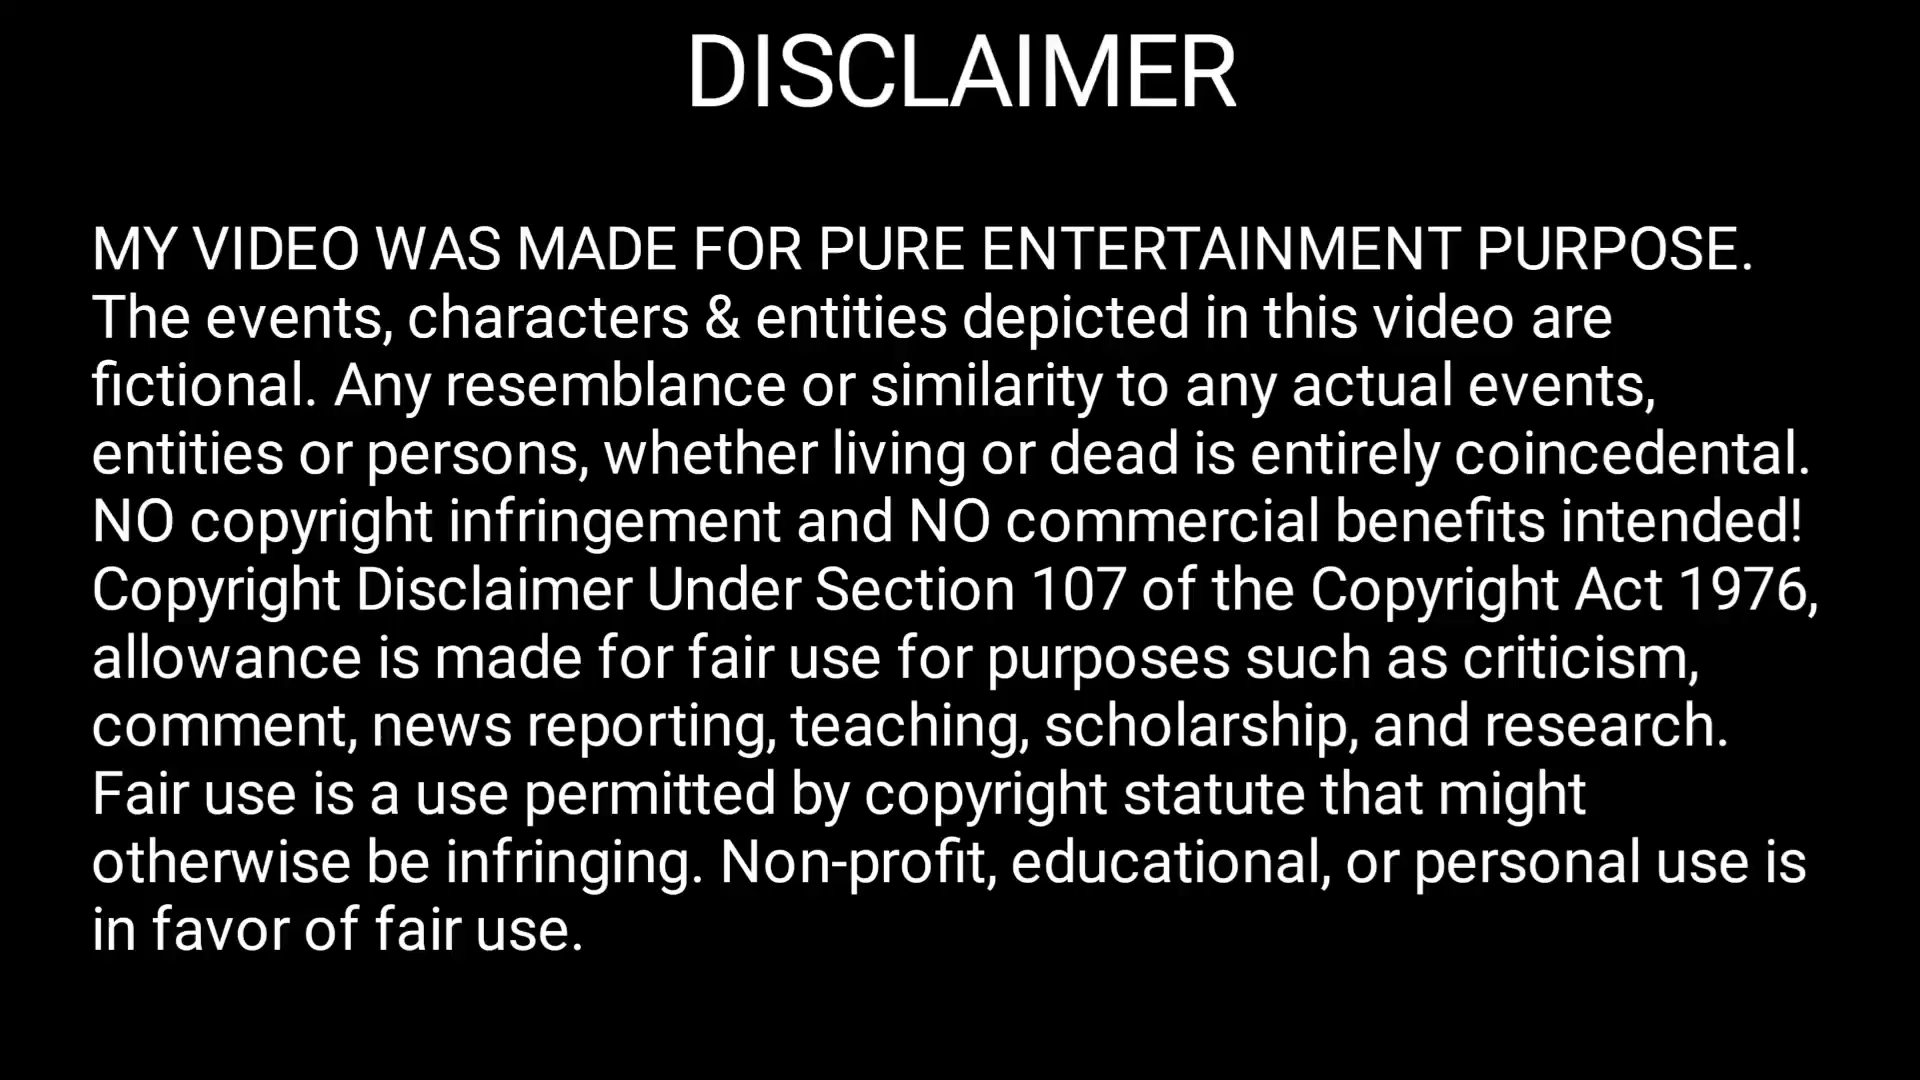 DISCLAIMER
MY VIDEO WAS MADE FOR PURE ENTERTAINMENT PURPOSE.
The events, characters & entities depicted in this video are
fictional. Any resemblance or similarity to any actual events,
entities or persons, whether living or dead is entirely coincedental.
NO copyright infringement and NO commercial benefits intended!
Copyright Disclaimer Under Section 107 of the Copyright Act 1976,
allowance is made for fair use for purposes such as criticism,
comment, news reporting, teaching, scholarship, and research.
Fair use is a use permitted by copyright statute that might
otherwise be infringing. Non-profit, educational, or personal use is
in favor of fair use.